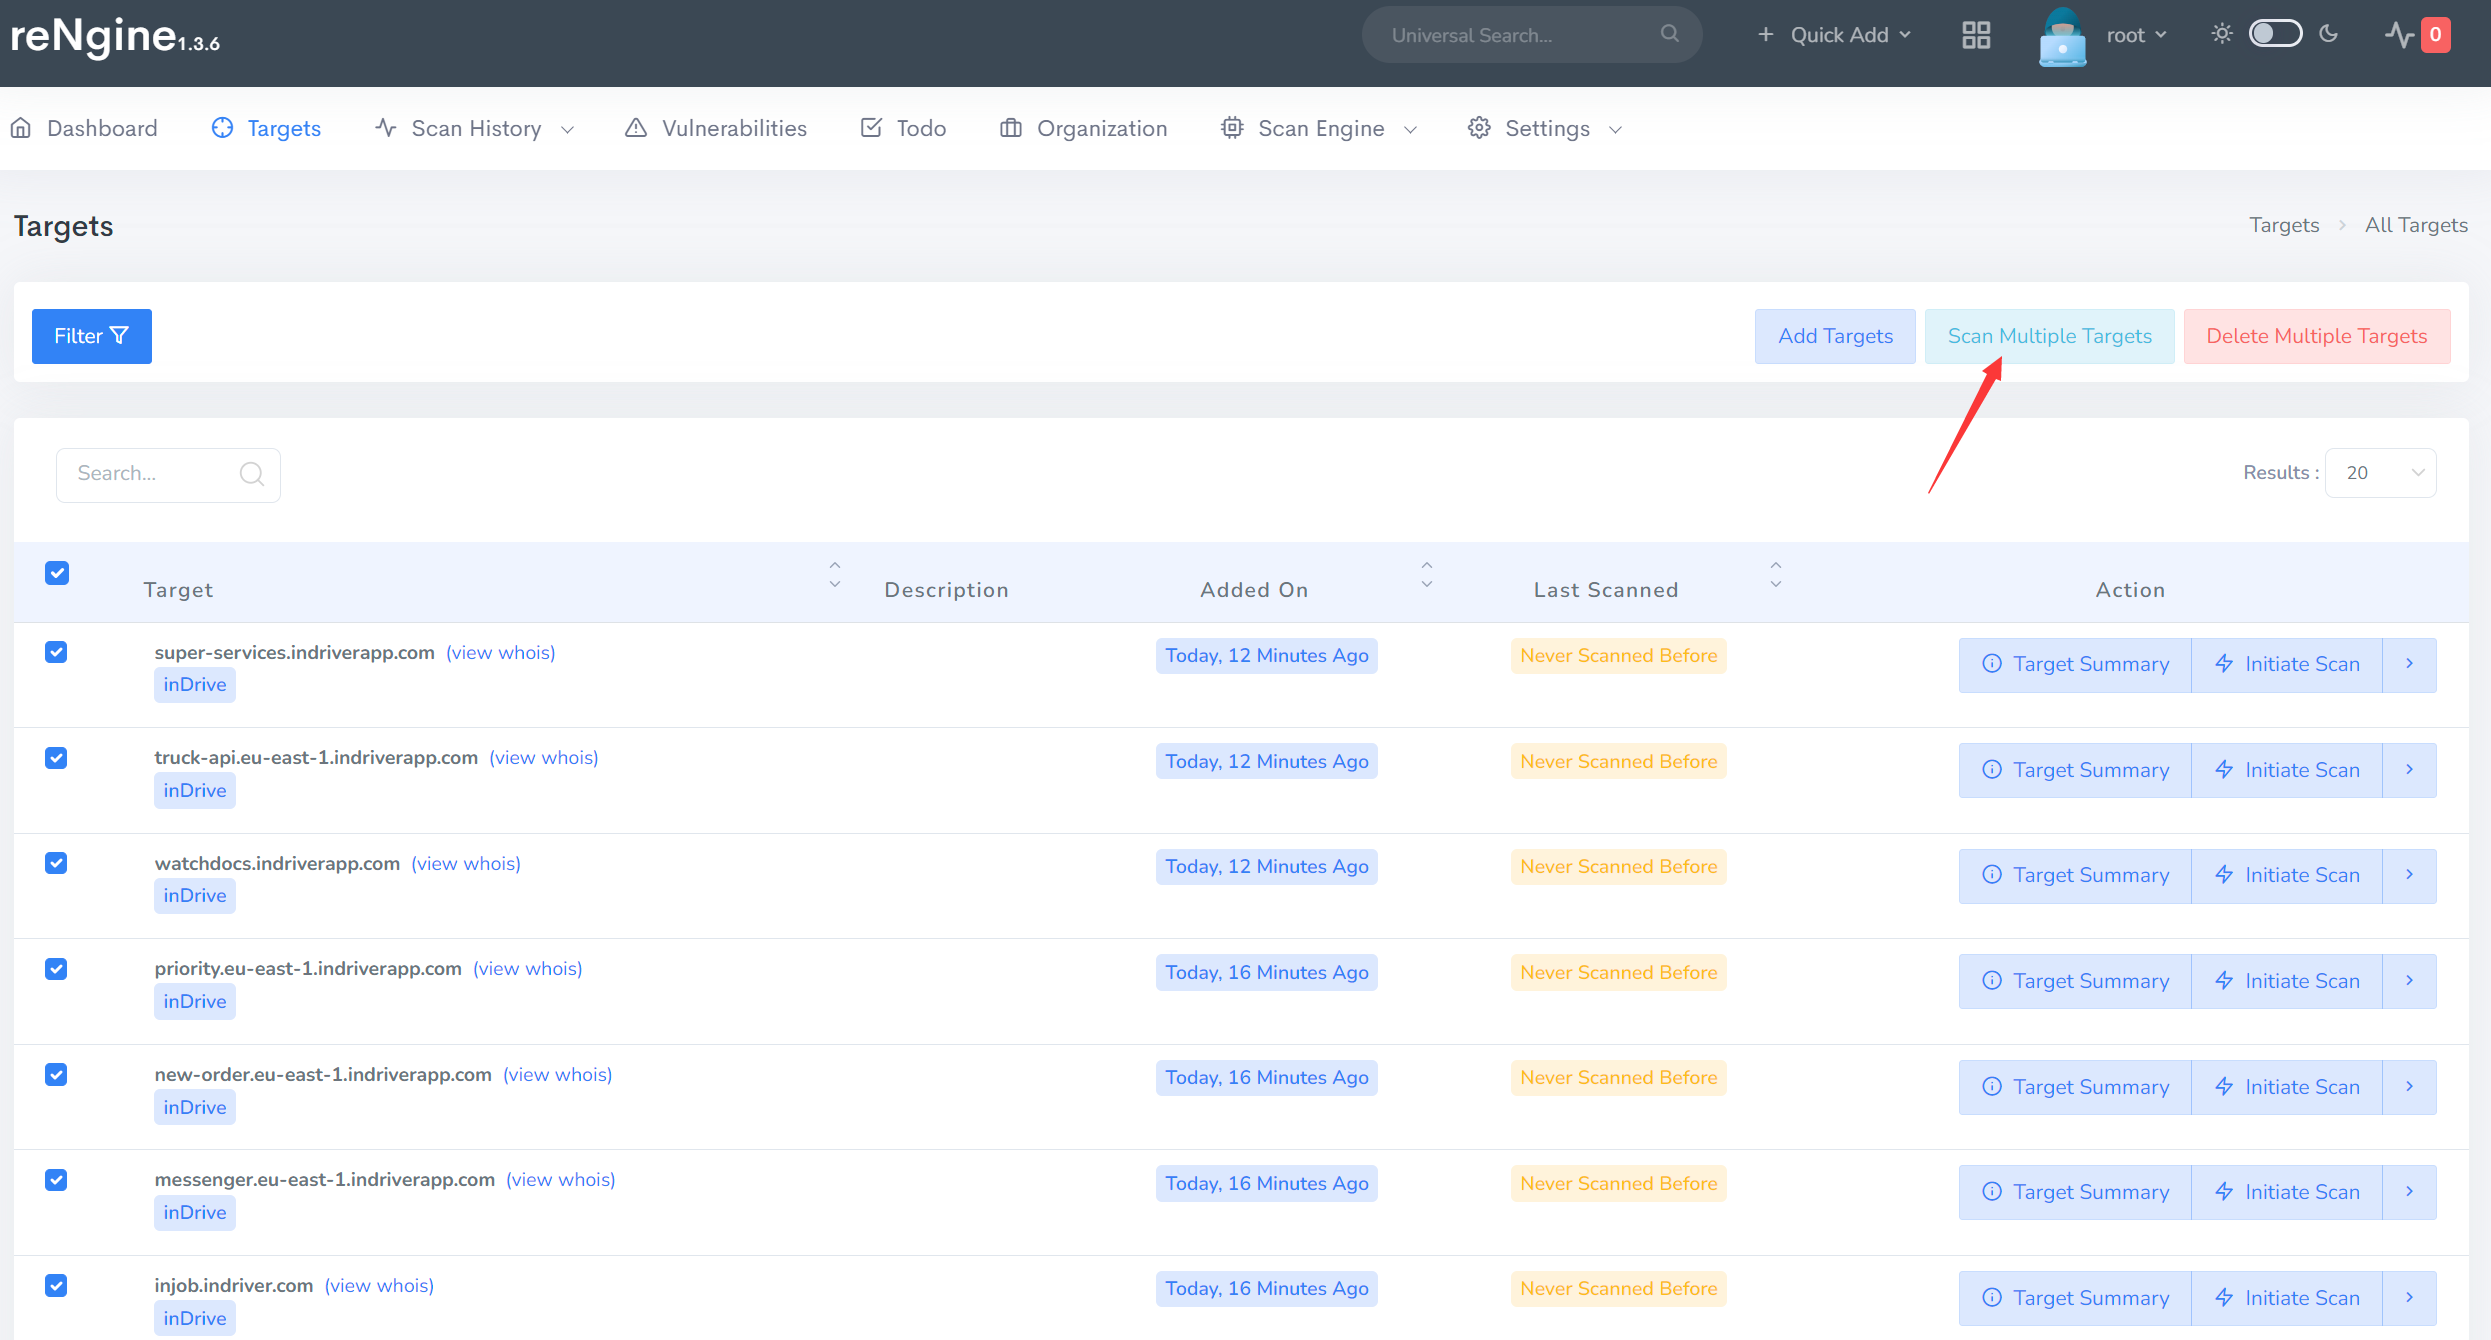 reNgine 1.3.6
Universal Search...
Quick Add
root
0
Dashboard
Targets
Scan History
Vulnerabilities
Todo
Organization
Scan Engine
Settings
Targets
Targets > All Targets
Filter
Add Targets
Scan Multiple Targets
Delete Multiple Targets
Search...
Results : 20
Target Description Added On Last Scanned Action
super-services.indriverapp.com (view whois)
inDrive
Today, 12 Minutes Ago
Never Scanned Before
Target Summary
Initiate Scan
truck-api.eu-east-1.indriverapp.com (view whois)
inDrive
Today, 12 Minutes Ago
Never Scanned Before
Target Summary
Initiate Scan
watchdocs.indriverapp.com (view whois)
inDrive
Today, 12 Minutes Ago
Never Scanned Before
Target Summary
Initiate Scan
priority.eu-east-1.indriverapp.com (view whois)
inDrive
Today, 16 Minutes Ago
Never Scanned Before
Target Summary
Initiate Scan
new-order.eu-east-1.indriverapp.com (view whois)
inDrive
Today, 16 Minutes Ago
Never Scanned Before
Target Summary
Initiate Scan
messenger.eu-east-1.indriverapp.com (view whois)
inDrive
Today, 16 Minutes Ago
Never Scanned Before
Target Summary
Initiate Scan
injob.indriver.com (view whois)
inDrive
Today, 16 Minutes Ago
Never Scanned Before
Target Summary
Initiate Scan